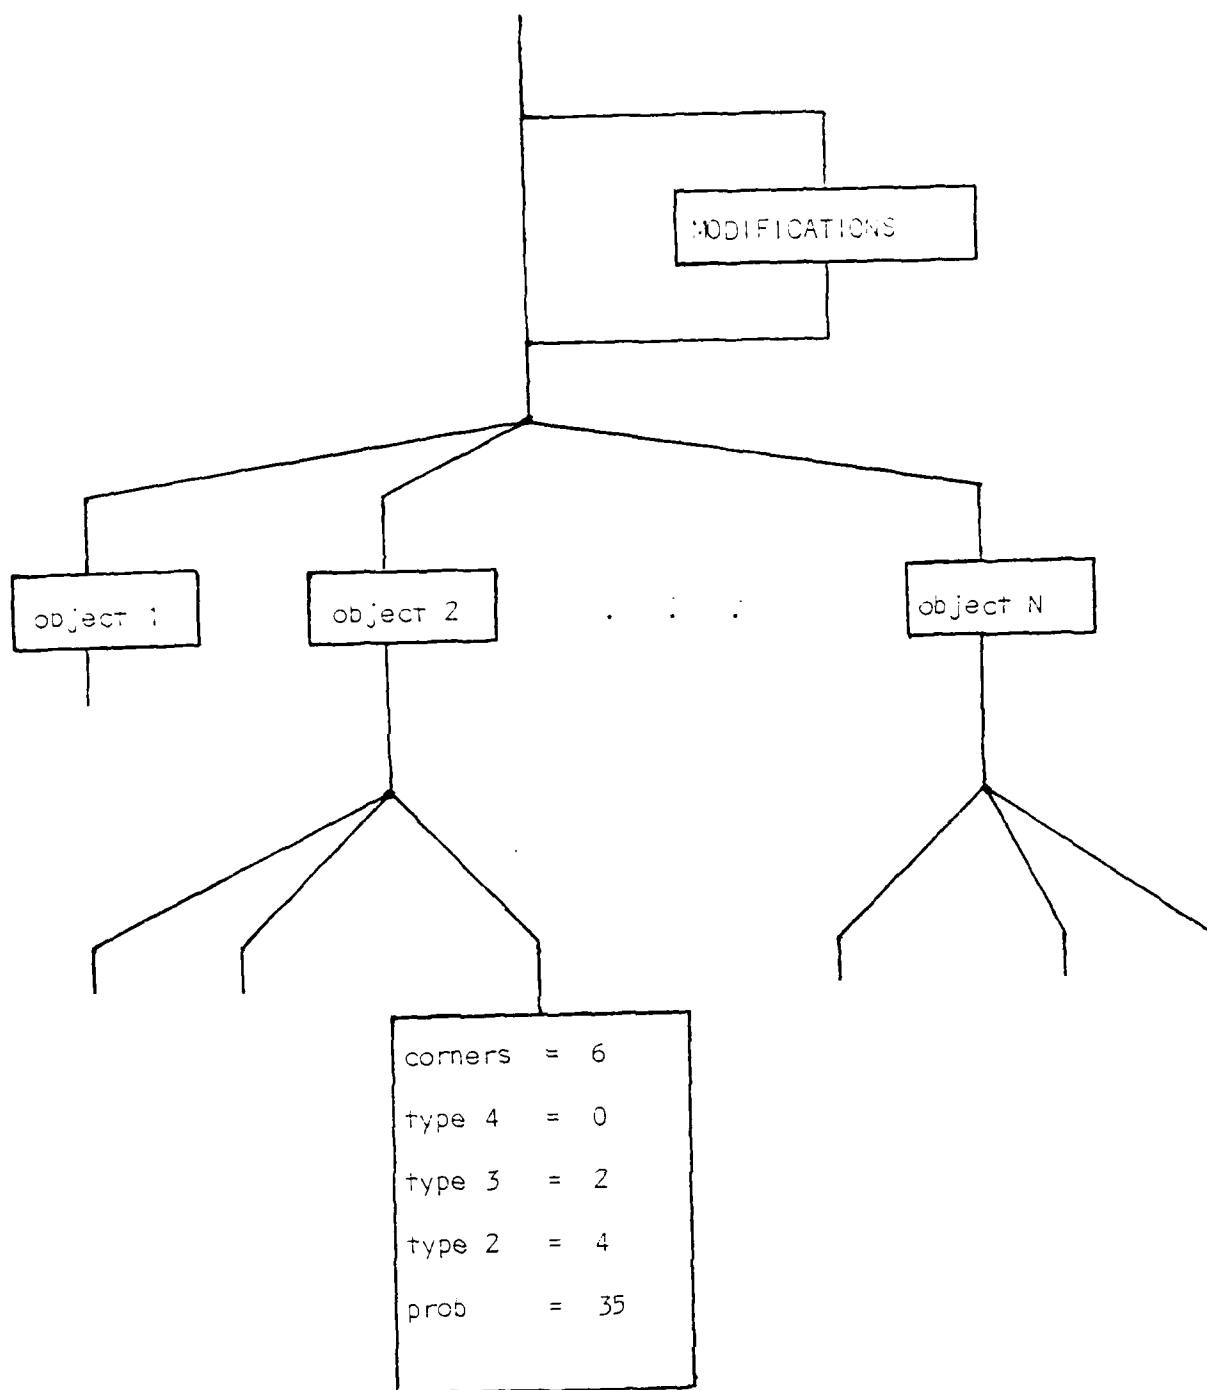 MODIFICATIONS
object 1
object 2
. . .
object N
corners = 6
type 4 = 0
type 3 = 2
type 2 = 4
prob = 35